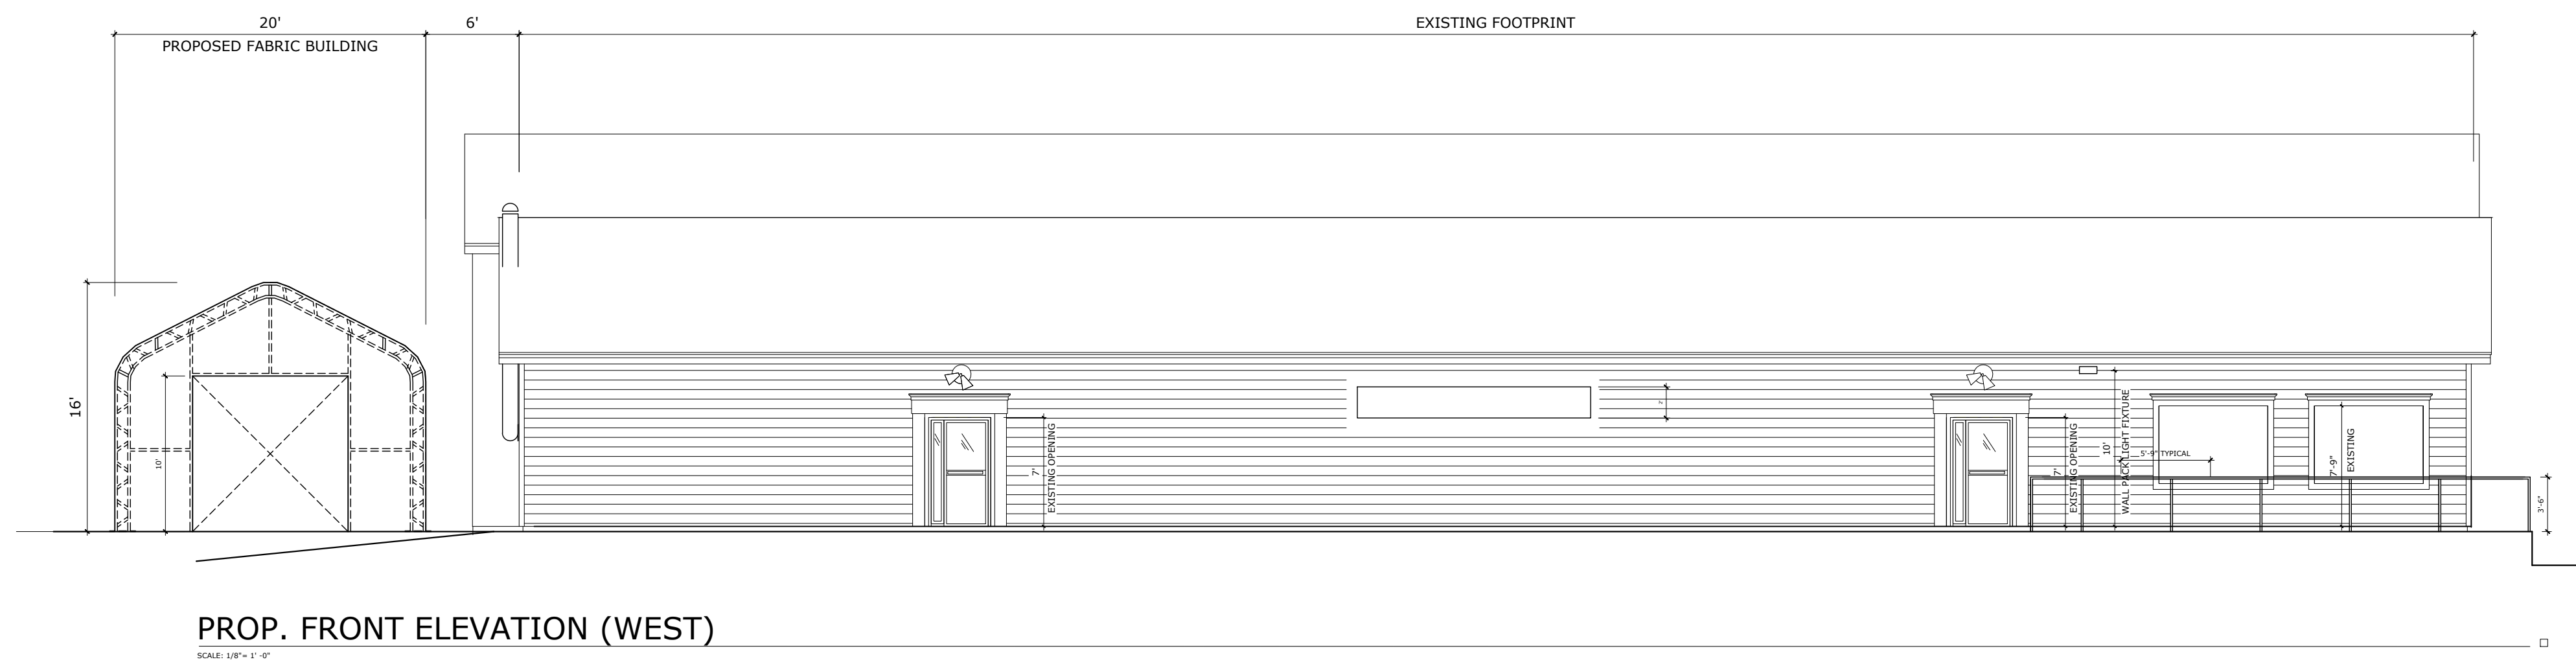 20'
6'
EXISTING FOOTPRINT
PROPOSED FABRIC BUILDING
16'
10'
7'
EXISTING OPENING
7'
EXISTING OPENING
10'
WALL PACK LIGHT FIXTURE
5'-9" TYPICAL
7'-9"
EXISTING
3'-6"
PROP. FRONT ELEVATION (WEST)
SCALE: 1/8"= 1' -0"